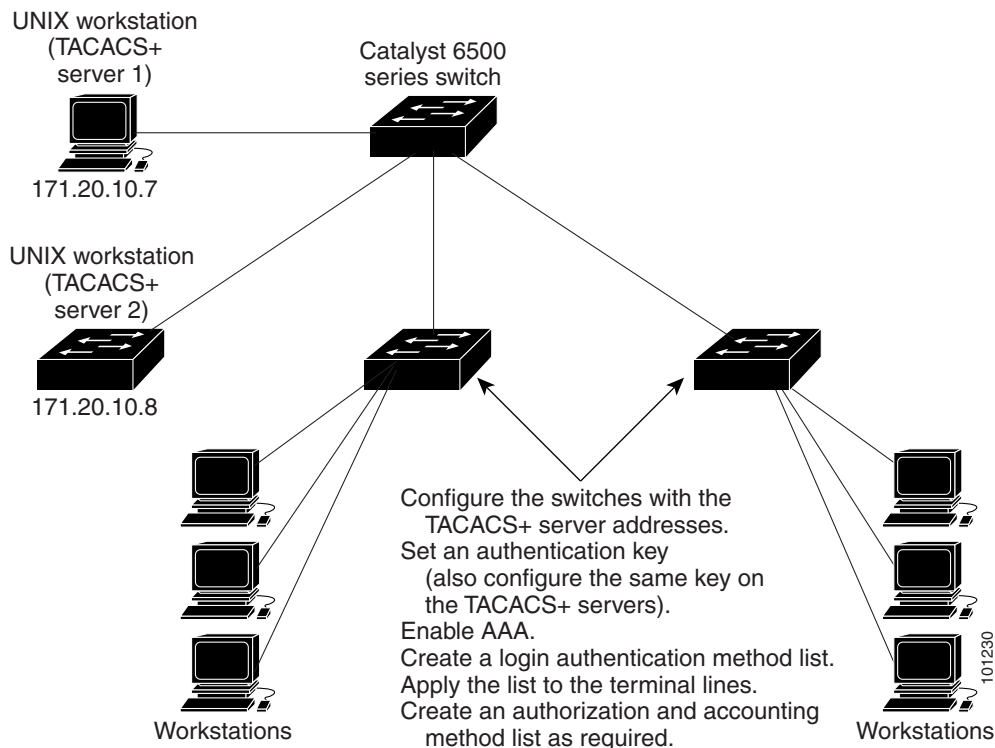 UNIX workstation
(TACACS+
server 1)
Catalyst 6500
series switch
171.20.10.7
UNIX workstation
(TACACS+
server 2)
171.20.10.8
Configure the switches with the
TACACS+ server addresses.
Set an authentication key
(also configure the same key on
the TACACS+ servers).
Enable AAA.
Create a login authentication method list.
Apply the list to the terminal lines.
Create an authorization and accounting
method list as required.
Workstations
Workstations
101230